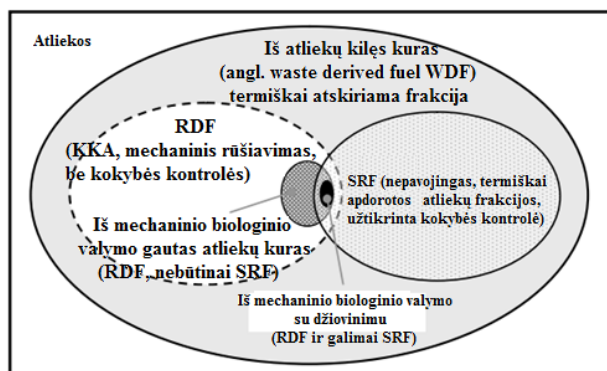 Atliekos
Iš atliekų kilęs kuras
(angl. waste derived fuel WDF)
termiškai atskiriama frakcija
RDF
(KKA, mechaninis rūšiavimas,
be kokybės kontrolės)
SRF (nepavojingas, termiškai
apdorotos atliekų frakcijos,
užtikrinta kokybės kontrolė)
Iš mechaninio biologinio
valymo gautas atliekų kuras
(RDF, nebūtinai SRF)
Iš mechaninio biologinio valymo
su džiovinimu
(RDF ir galimai SRF)